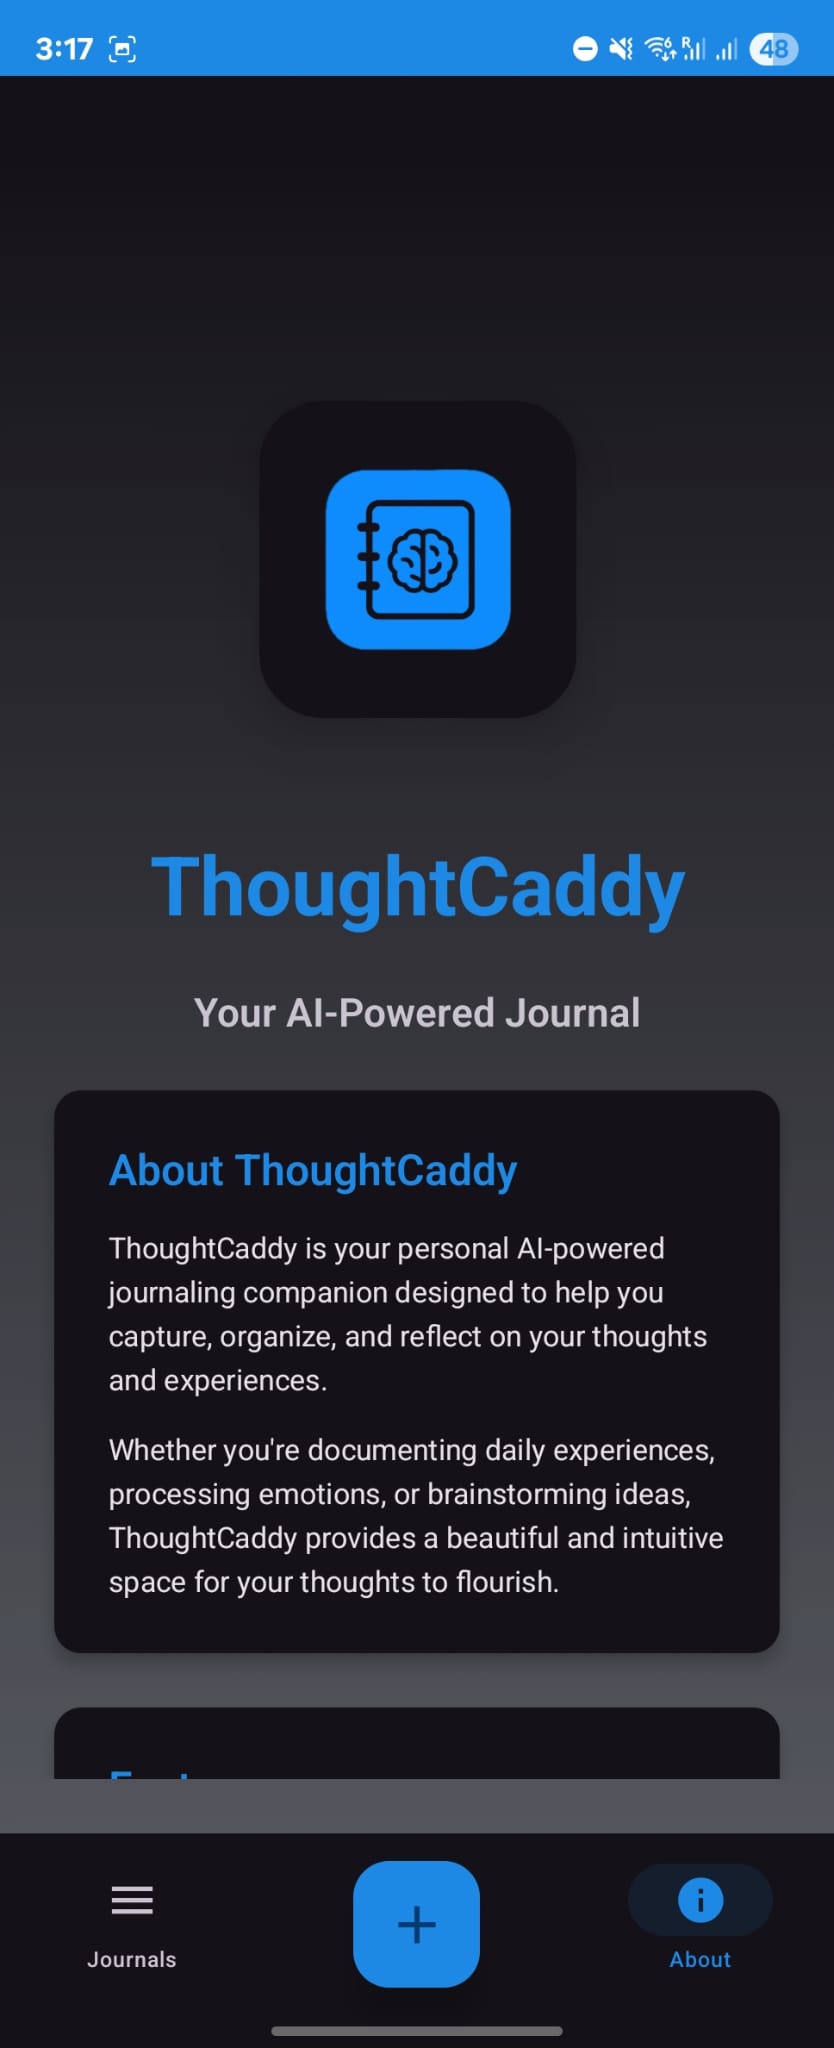 3:17
6
R
48
ThoughtCaddy
Your AI-Powered Journal
About ThoughtCaddy
ThoughtCaddy is your personal AI-powered
journaling companion designed to help you
capture, organize, and reflect on your thoughts
and experiences.
Whether you're documenting daily experiences,
processing emotions, or brainstorming ideas,
ThoughtCaddy provides a beautiful and intuitive
space for your thoughts to flourish.
Journals
About